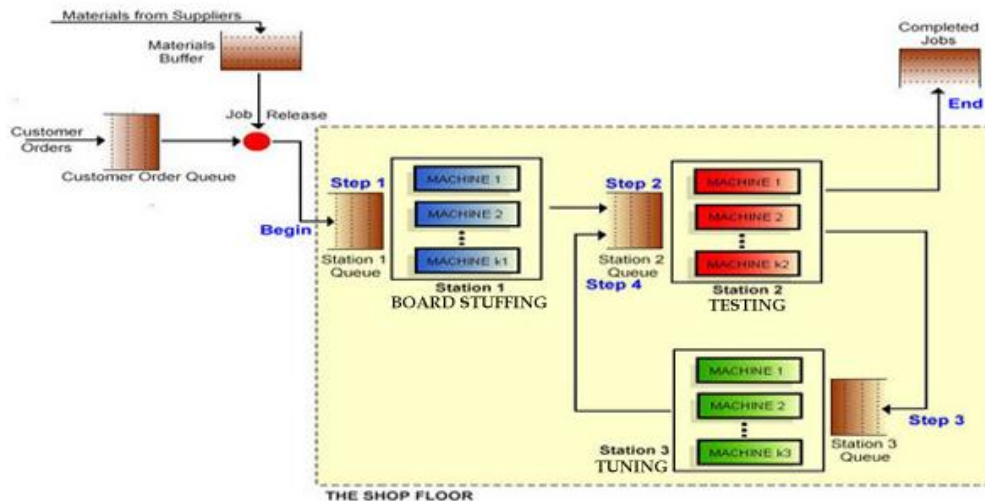 Materials from Suppliers
Materials
Buffer
Completed
Jobs
Job Release
End
Customer
Orders
Customer Order Queue
Begin
Step 1
Station 1
Queue
MACHINE 1
MACHINE 2
MACHINE k1
Station 1
BOARD STUFFING
Step 2
Station 2
Queue
Step 4
MACHINE 1
MACHINE 2
MACHINE k2
Station 2
TESTING
MACHINE 1
MACHINE 2
MACHINE k3
Station 3
TUNING
Step 3
Station 3
Queue
THE SHOP FLOOR